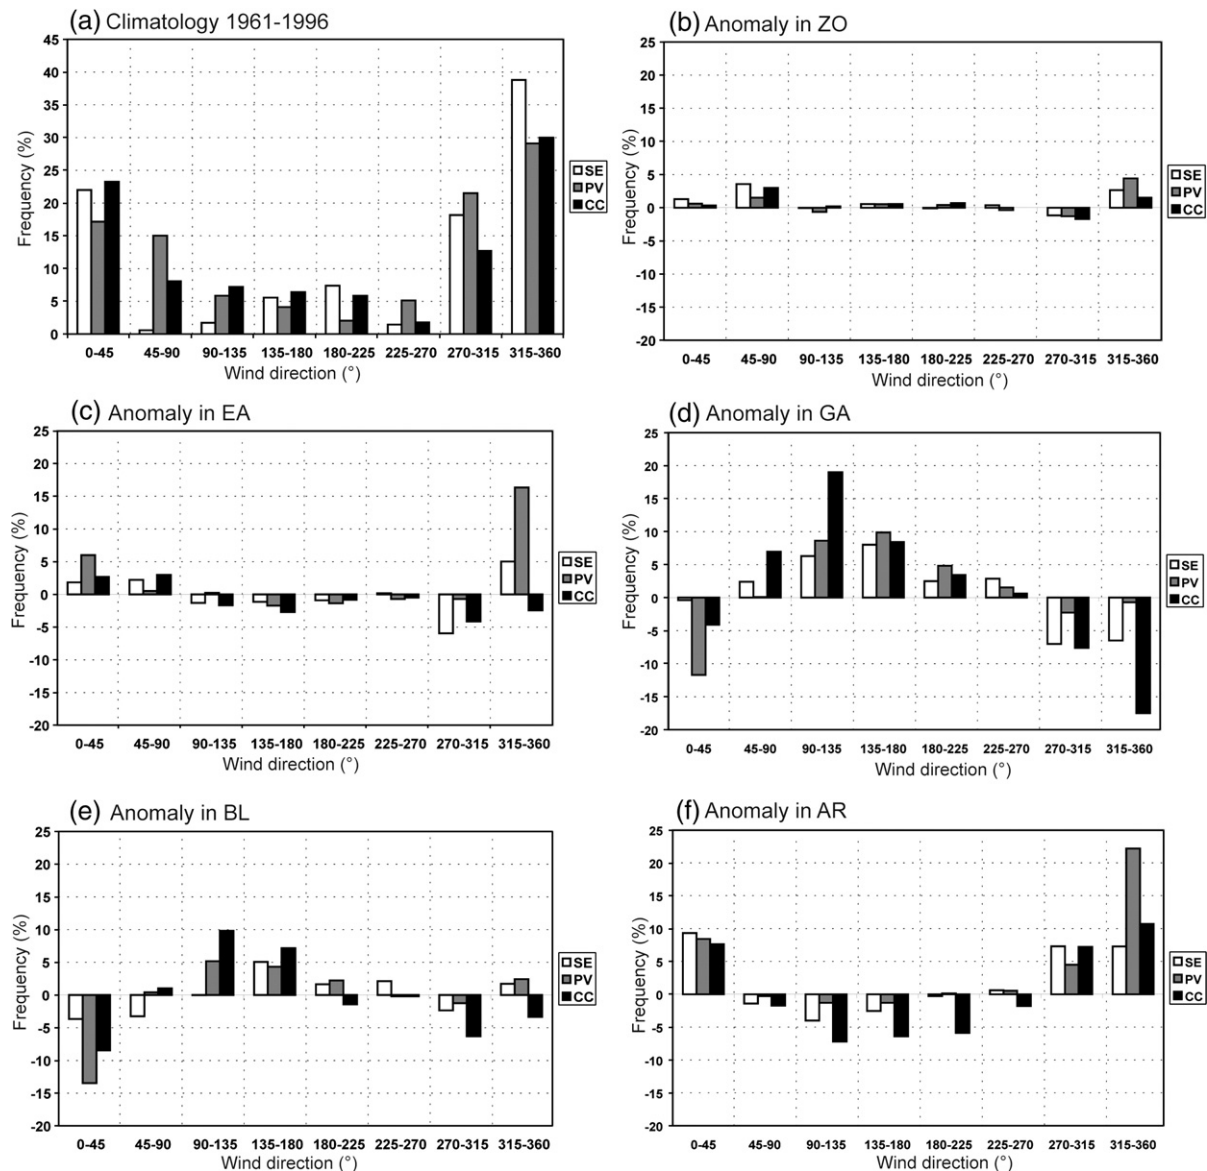 (a) Climatology 1961-1996
45
40
35
30
25
20
15
10
5
0
Frequency (%)
0-45 45-90 90-135 135-180 180-225 225-270 270-315 315-360
Wind direction (°)
SE
PV
CC
(b) Anomaly in ZO
25
20
15
10
5
0
-5
-10
-15
-20
Frequency (%)
0-45 45-90 90-135 135-180 180-225 225-270 270-315 315-360
Wind direction (°)
SE
PV
CC
(c) Anomaly in EA
25
20
15
10
5
0
-5
-10
-15
-20
Frequency (%)
0-45 45-90 90-135 135-180 180-225 225-270 270-315 315-360
Wind direction (°)
SE
PV
CC
(d) Anomaly in GA
25
20
15
10
5
0
-5
-10
-15
-20
Frequency (%)
0-45 45-90 90-135 135-180 180-225 225-270 270-315 315-360
Wind direction (°)
SE
PV
CC
(e) Anomaly in BL
25
20
15
10
5
0
-5
-10
-15
-20
Frequency (%)
0-45 45-90 90-135 135-180 180-225 225-270 270-315 315-360
Wind direction (°)
SE
PV
CC
(f) Anomaly in AR
25
20
15
10
5
0
-5
-10
-15
-20
Frequency (%)
0-45 45-90 90-135 135-180 180-225 225-270 270-315 315-360
Wind direction (°)
SE
PV
CC